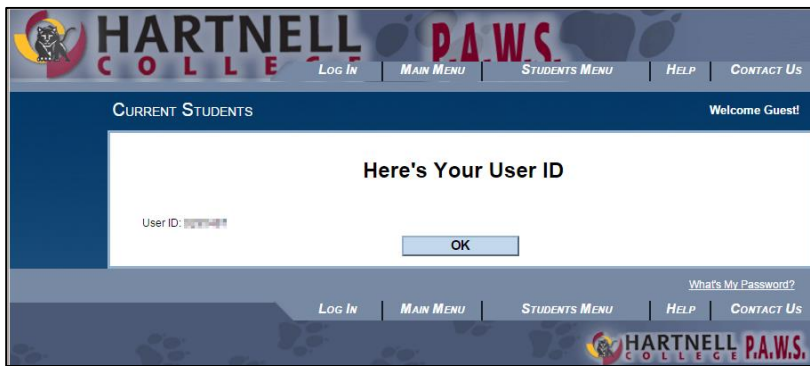 HARTNELL P.A.W.S.
COLLEGE
LOG IN MAIN MENU STUDENTS MENU HELP CONTACT US
CURRENT STUDENTS Welcome Guest!
Here's Your User ID
User ID:
OK
What's My Password?
LOG IN MAIN MENU STUDENTS MENU HELP CONTACT US
HARTNELL P.A.W.S.
COLLEGE